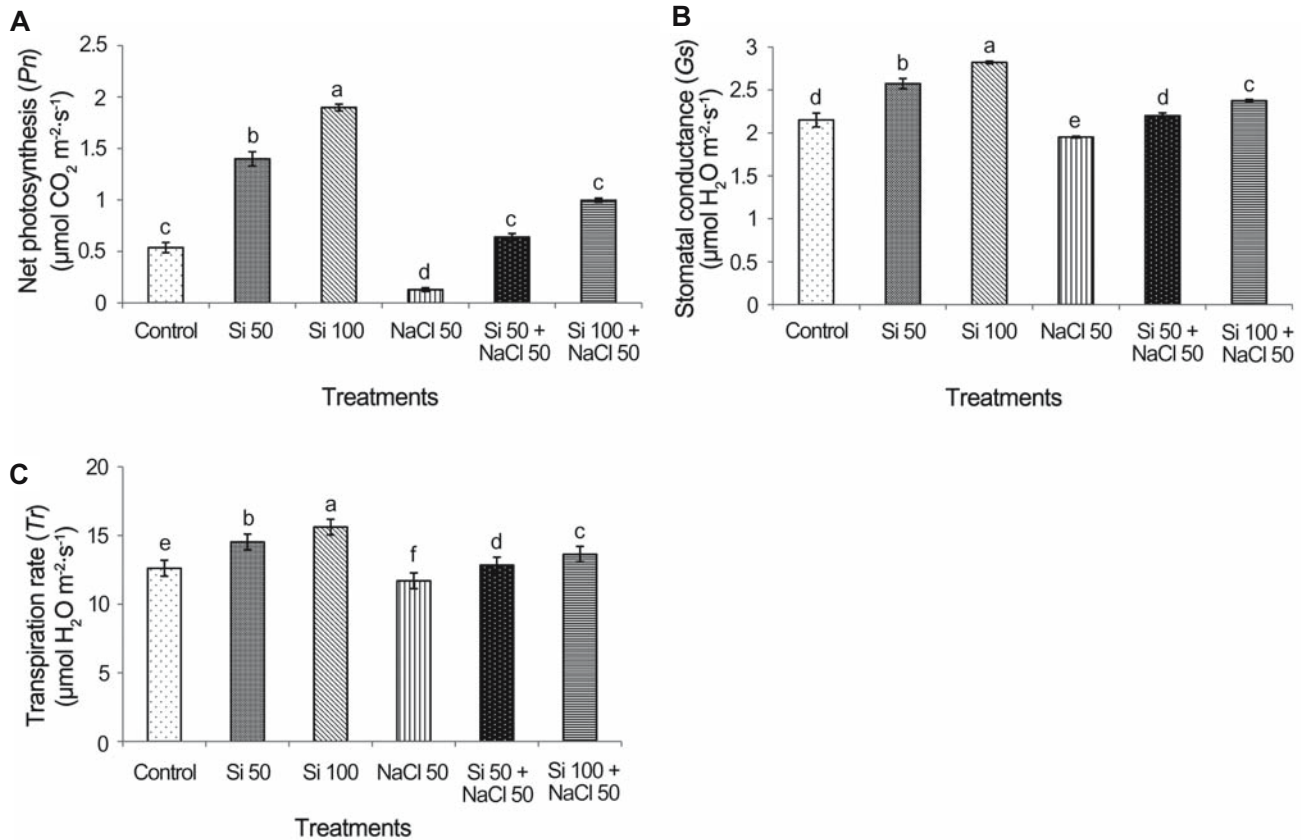 A
Net photosynthesis (Pn)
(µmol CO₂ m⁻²·s⁻¹)
2.5
2
1.5
1
0.5
0
c
b
a
d
c
c
Control
Si 50
Si 100
NaCl 50
Si 50 +
NaCl 50
Si 100 +
NaCl 50
Treatments
B
Stomatal conductance (Gs)
(µmol H₂O m⁻²·s⁻¹)
3
2.5
2
1.5
1
0.5
0
d
b
a
e
d
c
Control
Si 50
Si 100
NaCl 50
Si 50 +
NaCl 50
Si 100 +
NaCl 50
Treatments
C
Transpiration rate (Tr)
(µmol H₂O m⁻²·s⁻¹)
20
15
10
5
0
e
b
a
f
d
c
Control
Si 50
Si 100
NaCl 50
Si 50 +
NaCl 50
Si 100 +
NaCl 50
Treatments